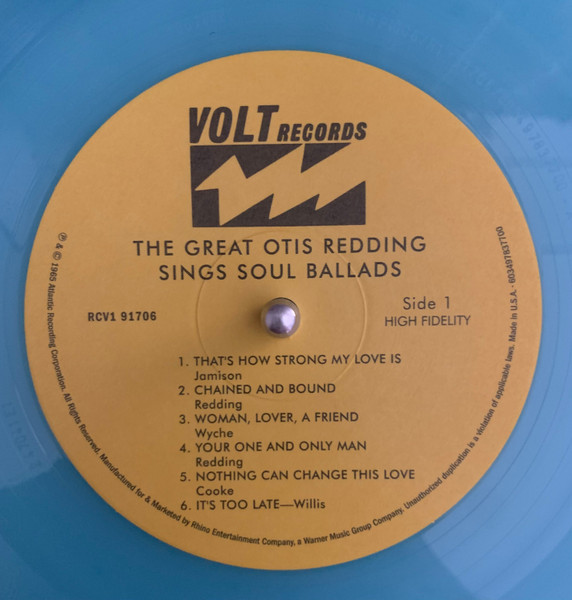 VOLT RECORDS
THE GREAT OTIS REDDING
SINGS SOUL BALLADS
RCV1 91706
Side 1
HIGH FIDELITY
1. THAT'S HOW STRONG MY LOVE IS
Jamison
2. CHAINED AND BOUND
Redding
3. WOMAN, LOVER, A FRIEND
Wyche
4. YOUR ONE AND ONLY MAN
Redding
5. NOTHING CAN CHANGE THIS LOVE
Cooke
6. IT'S TOO LATE—Willis
℗ & © 1965 Atlantic Recording Corporation. All Rights Reserved. Manufactured for & Marketed by Rhino Entertainment Company, a Warner Music Group Company. Unauthorized duplication is a violation of applicable laws. Made in U.S.A. • 603497837700